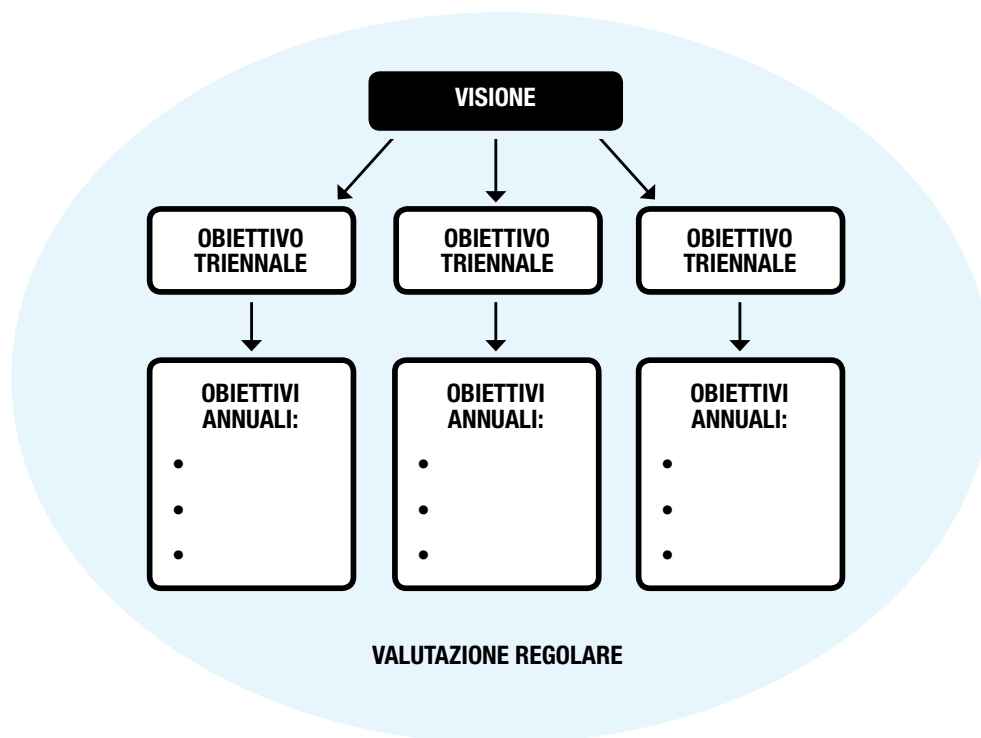 VISIONE
OBIETTIVO
TRIENNALE
OBIETTIVO
TRIENNALE
OBIETTIVO
TRIENNALE
OBIETTIVI
ANNUALI:
•
•
•
OBIETTIVI
ANNUALI:
•
•
•
OBIETTIVI
ANNUALI:
•
•
•
VALUTAZIONE REGOLARE